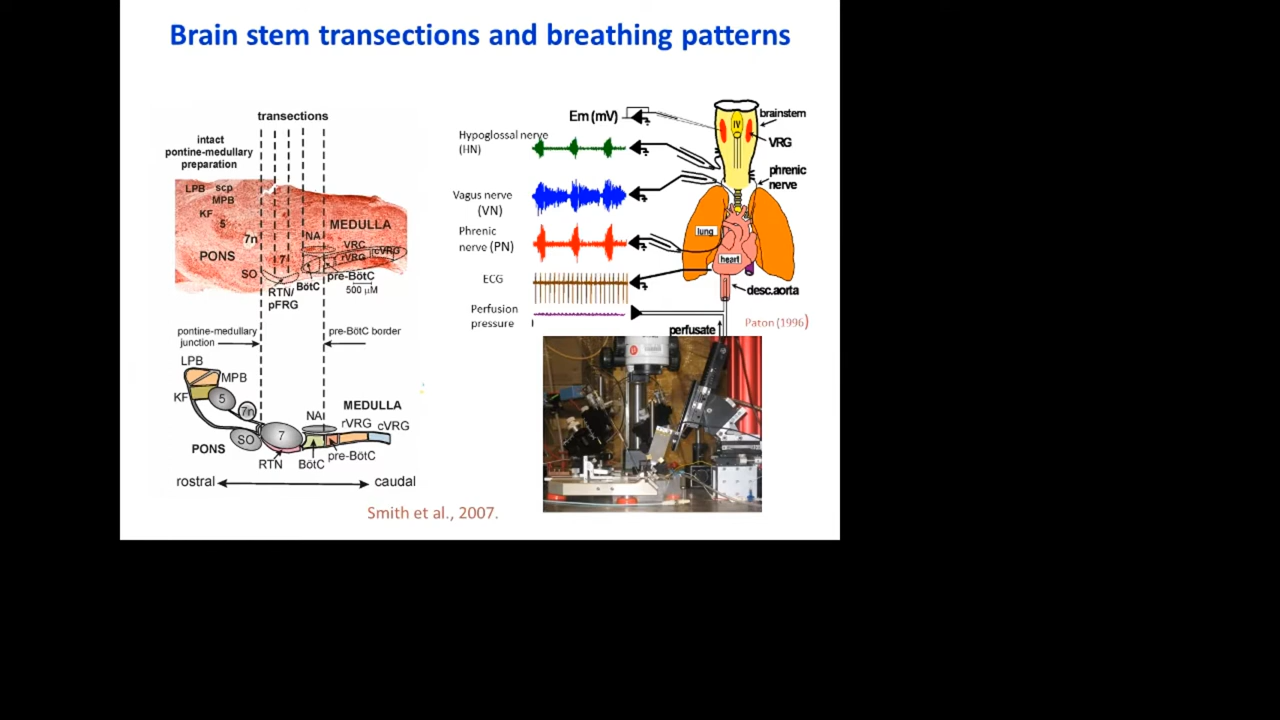 Brain stem transections and breathing patterns
transections
intact
pontine-medullary
preparation
LPB scp
MPB
KF
5
7n
PONS
SO
7
NA
MEDULLA
VRC
rVRG
cVRG
pre-BötC
BötC
RTN/
pFRG
500 µM
pontine-medullary
junction
pre-BötC border
LPB
MPB
KF
5
7n
SO
7
NA
MEDULLA
rVRG
cVRG
PONS
RTN
BötC
pre-BötC
rostral
caudal
Smith et al., 2007.
Em (mV)
Hypoglossal nerve
(HN)
Vagus nerve
(VN)
Phrenic
nerve (PN)
ECG
Perfusion
pressure
IV
brainstem
VRG
phrenic
nerve
lung
heart
desc.aorta
perfusate
Paton (1996)